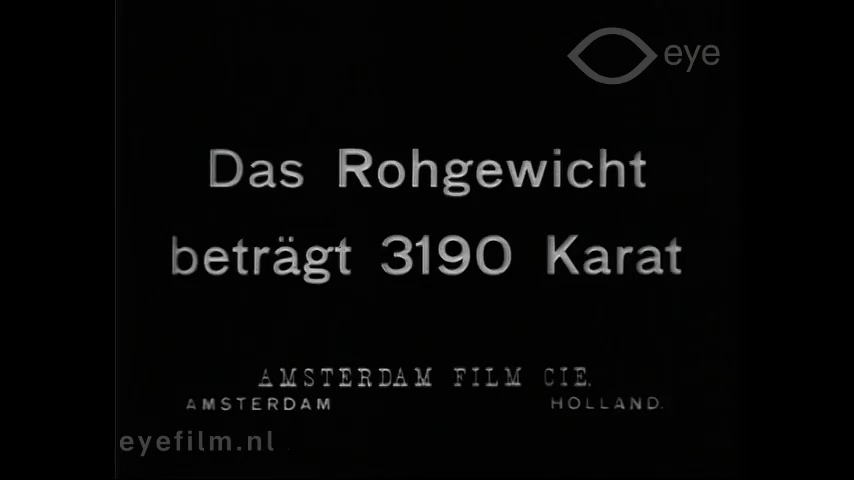 eye
Das Rohgewicht
beträgt 3190 Karat
AMSTERDAM FILM CIE.
AMSTERDAM HOLLAND.
eyefilm.nl